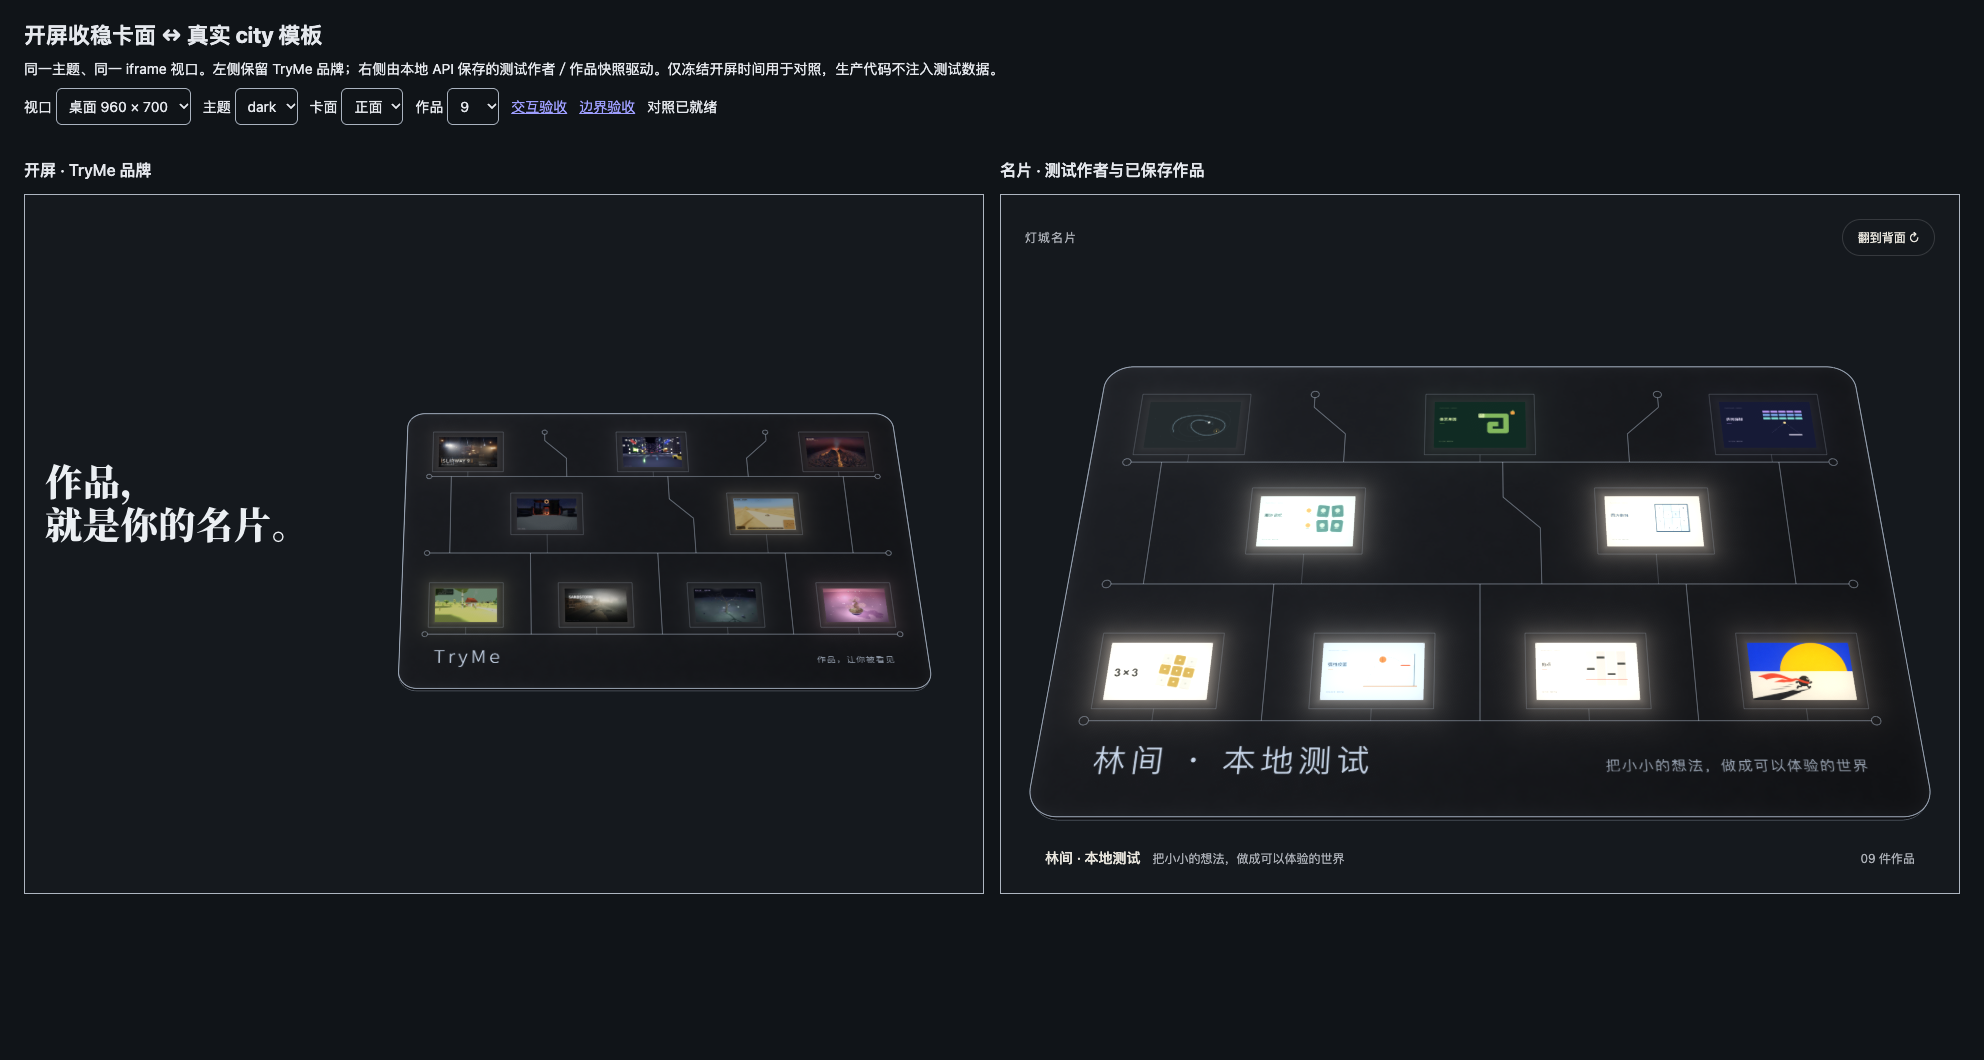 开屏收稳卡面 ↔ 真实 city 模板
同一主题、同一 iframe 视口。左侧保留 TryMe 品牌；右侧由本地 API 保存的测试作者 / 作品快照驱动。仅冻结开屏时间用于对照，生产代码不注入测试数据。
视口 桌面 960 × 700 主题 dark 卡面 正面 作品 9 交互验收 边界验收 对照已就绪
开屏 · TryMe 品牌
作品，
就是你的名片。
TryMe
作品，让你被看见
名片 · 测试作者与已保存作品
灯城名片
翻到背面 ↻
3×3
林间 · 本地测试
把小小的想法，做成可以体验的世界
林间 · 本地测试 把小小的想法，做成可以体验的世界
09 件作品